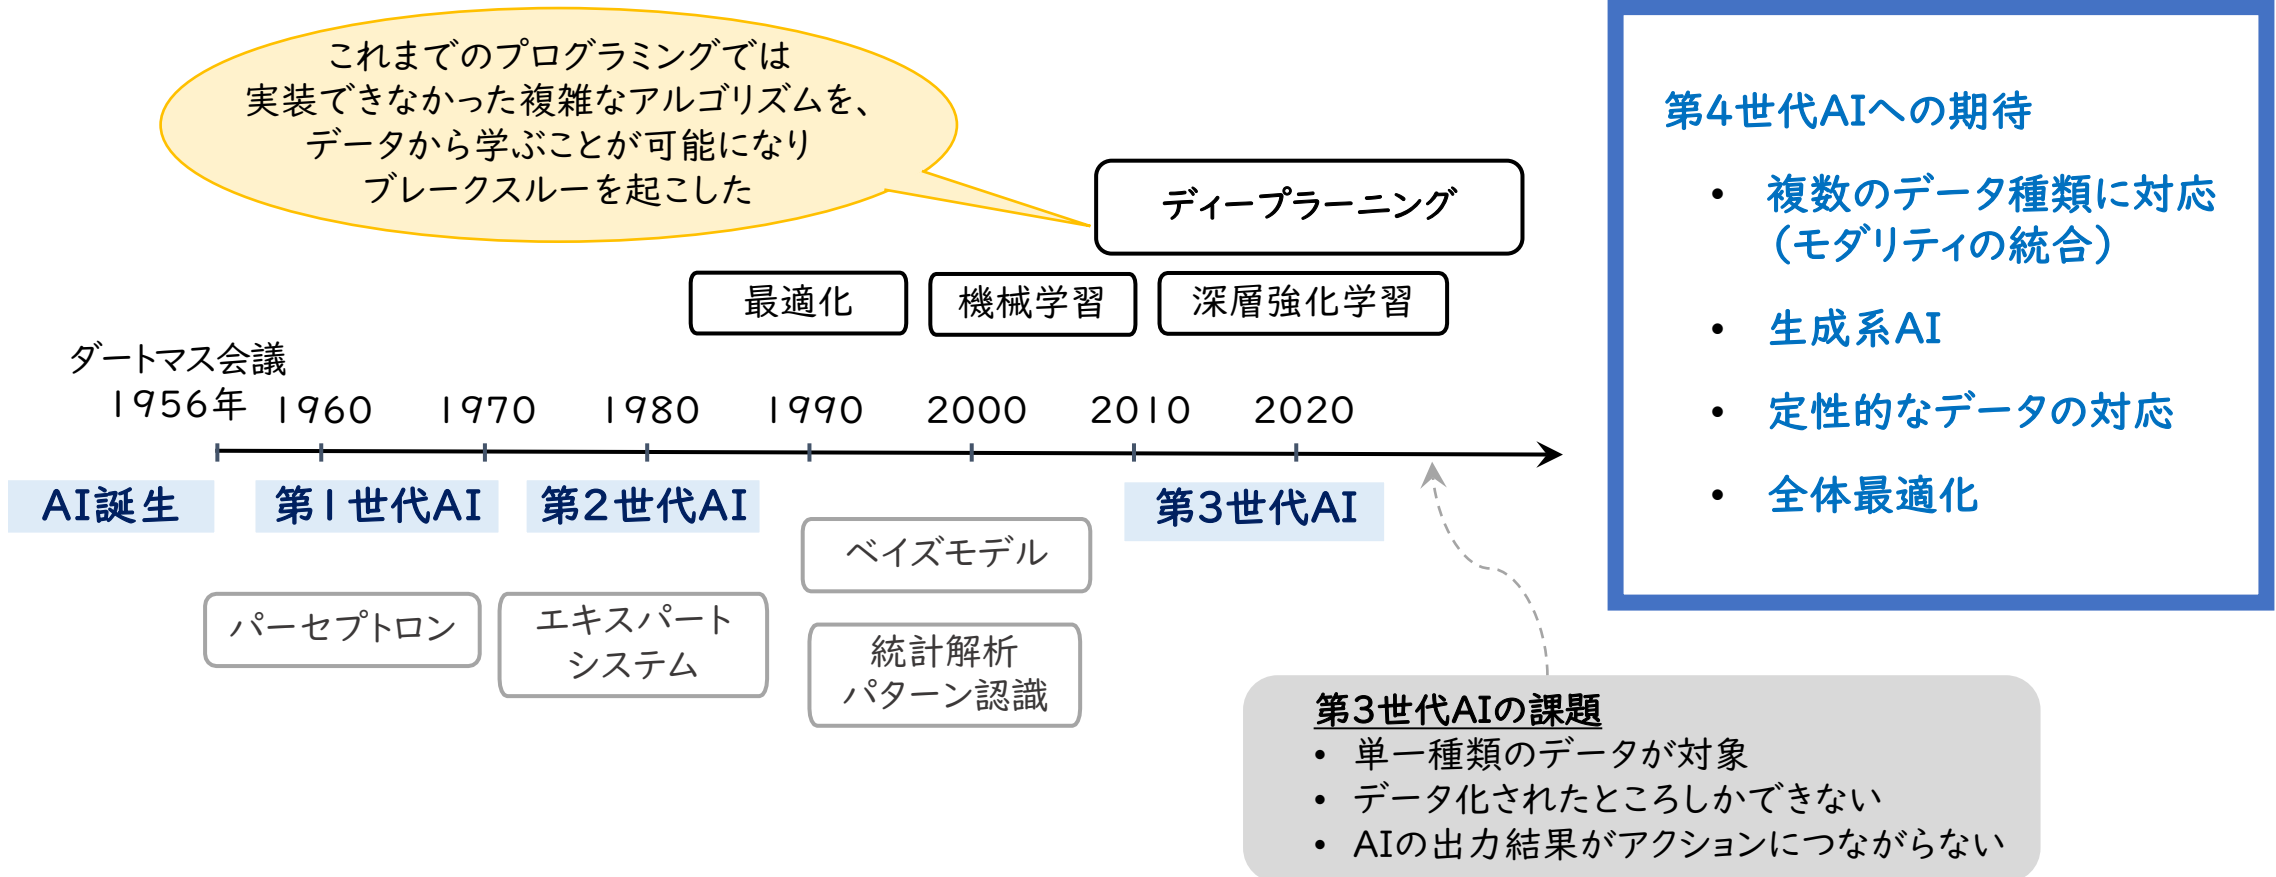 これまでのプログラミングでは
実装できなかった複雑なアルゴリズムを、
データから学ぶことが可能になり
ブレークスルーを起こした
ディープラーニング
最適化
機械学習
深層強化学習
ダートマス会議
1956年
1960
1970
1980
1990
2000
2010
2020
AI誕生
第1世代AI
第2世代AI
第3世代AI
パーセプトロン
エキスパート
システム
ベイズモデル
統計解析
パターン認識
第3世代AIの課題
• 単一種類のデータが対象
• データ化されたところしかできない
• AIの出力結果がアクションにつながらない
第4世代AIへの期待
• 複数のデータ種類に対応
（モダリティの統合）
• 生成系AI
• 定性的なデータの対応
• 全体最適化